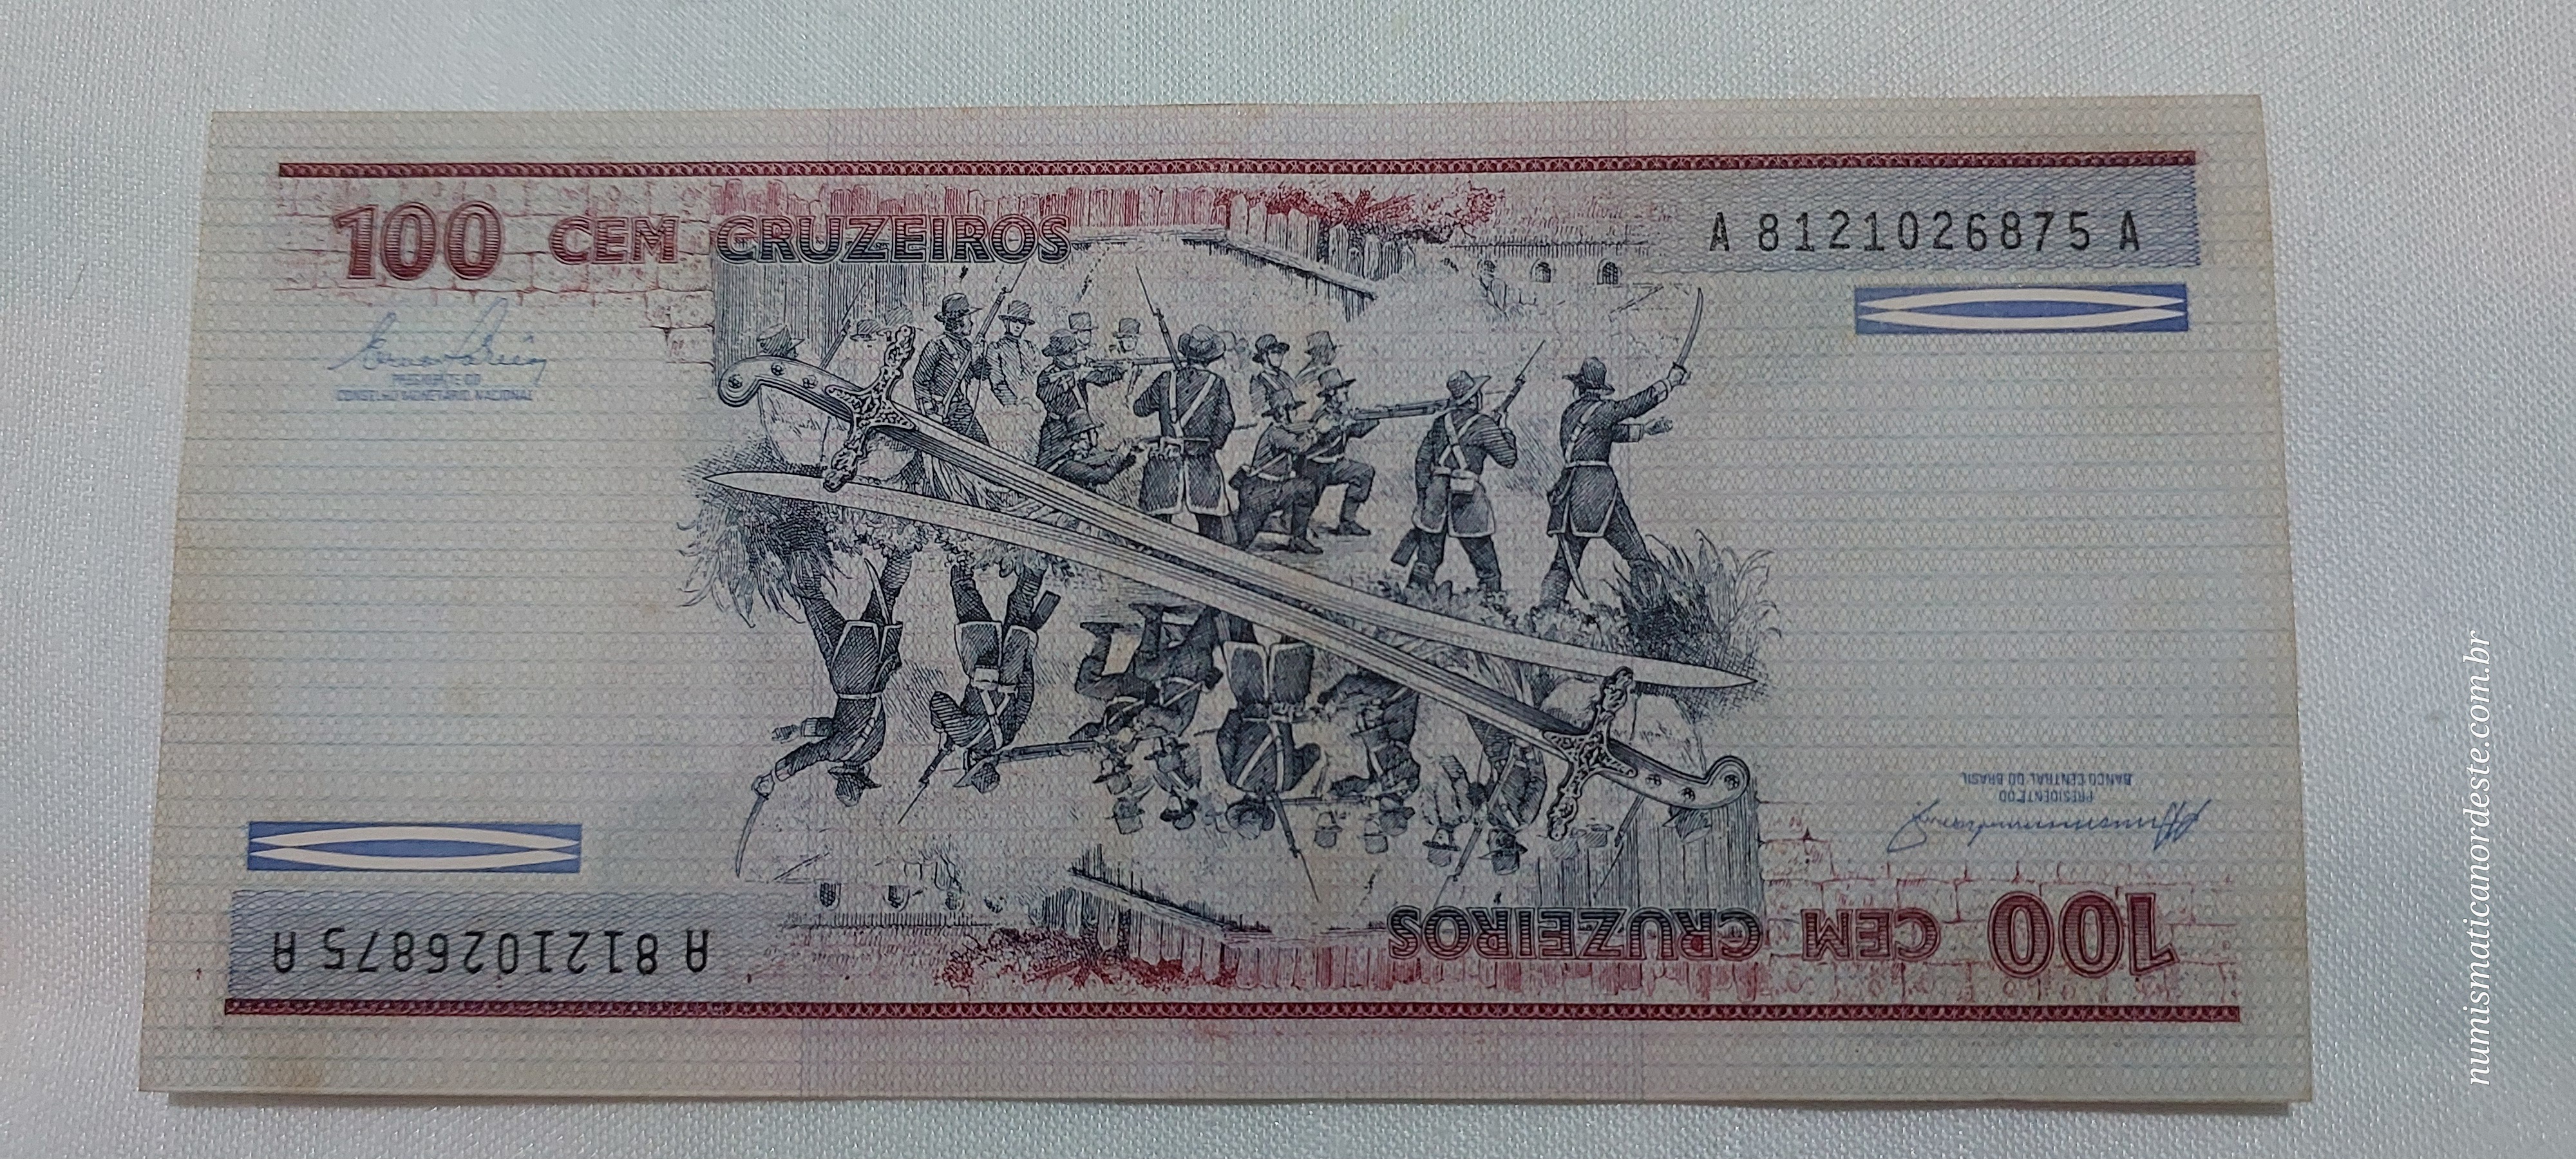 100 CEM CRUZEIROS
A 8121026875 A
PRESIDENTE DO
CONSELHO MONETÁRIO NACIONAL
PRESIDENTE DO
BANCO CENTRAL DO BRASIL
A 8121026875 A
100 CEM CRUZEIROS
numismaticanordeste.com.br